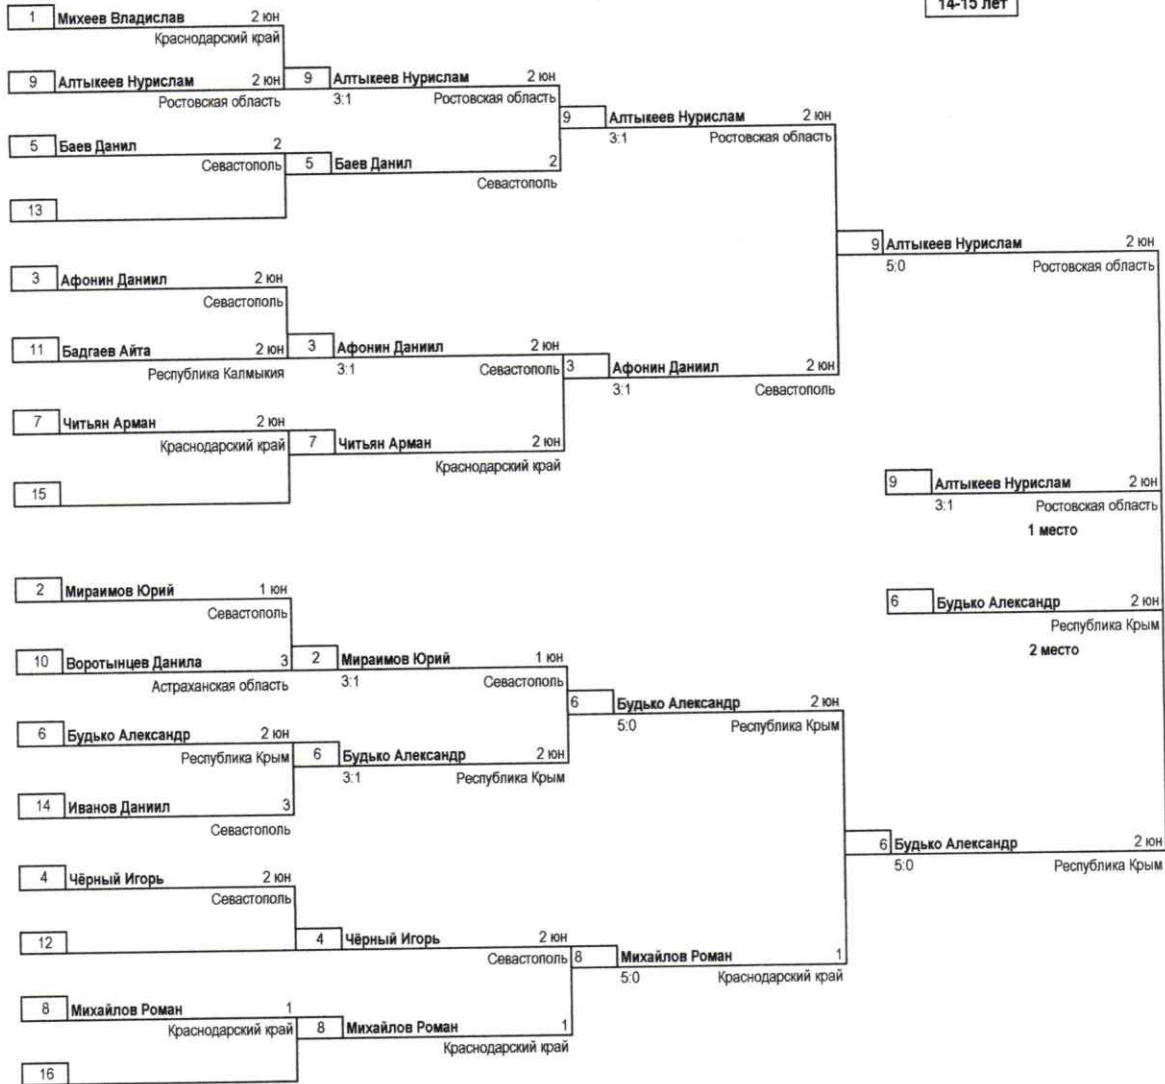 14-15 лет
1 Михеев Владислав 2 юн
Краснодарский край
9 Алтыкеев Нурислам 2 юн
Ростовская область
9 Алтыкеев Нурислам 2 юн
3:1 Ростовская область
5 Баев Данил 2
Севастополь
5 Баев Данил 2
Севастополь
13
9 Алтыкеев Нурислам 2 юн
3:1 Ростовская область
3 Афонин Даниил 2 юн
Севастополь
11 Бадгаев Айта 2 юн
Республика Калмыкия
3 Афонин Даниил 2 юн
3:1 Севастополь
7 Читьян Арман 2 юн
Краснодарский край
7 Читьян Арман 2 юн
Краснодарский край
15
3 Афонин Даниил 2 юн
3:1 Севастополь
9 Алтыкеев Нурислам 2 юн
5:0 Ростовская область
9 Алтыкеев Нурислам 2 юн
3:1 Ростовская область
1 место
6 Будько Александр 2 юн
Республика Крым
2 место
2 Мираимов Юрий 1 юн
Севастополь
10 Воротынцев Данила 3
Астраханская область
2 Мираимов Юрий 1 юн
3:1 Севастополь
6 Будько Александр 2 юн
Республика Крым
6 Будько Александр 2 юн
3:1 Республика Крым
14 Иванов Даниил 3
Севастополь
6 Будько Александр 2 юн
5:0 Республика Крым
4 Чёрный Игорь 2 юн
Севастополь
12
4 Чёрный Игорь 2 юн
Севастополь
8 Михайлов Роман 1
Краснодарский край
8 Михайлов Роман 1
Краснодарский край
16
8 Михайлов Роман 1
5:0 Краснодарский край
6 Будько Александр 2 юн
5:0 Республика Крым